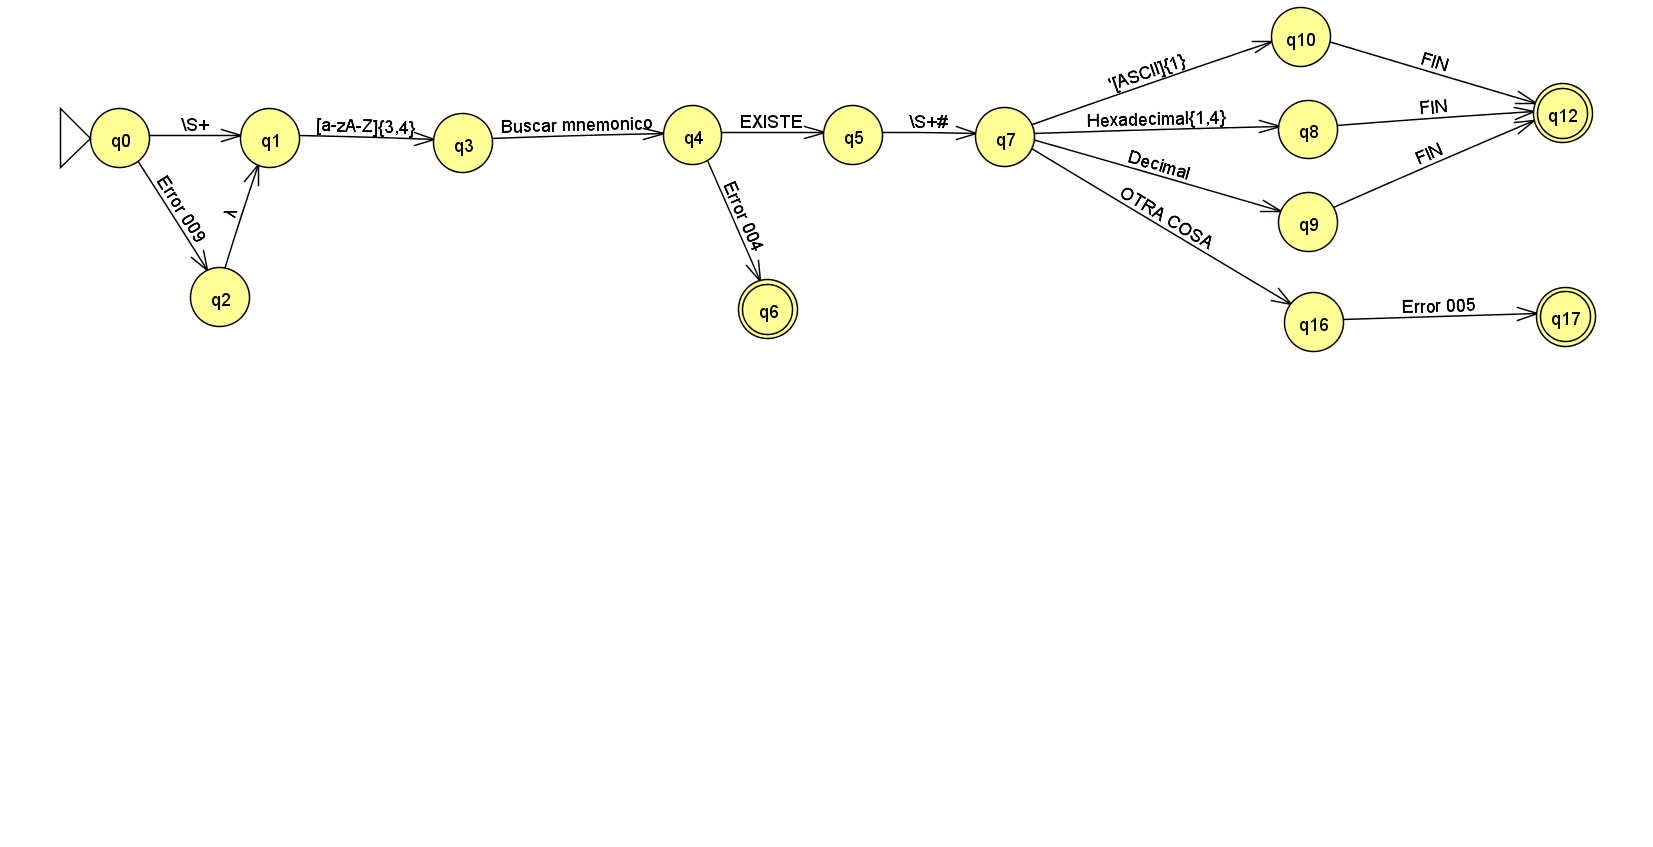 q0
\S+
q1
[a-zA-Z]{3,4}
q3
Buscar mnemonico
q4
EXISTE
q5
\S+#
q7
'[ASCII]{1}
q10
FIN
Hexadecimal{1,4}
q8
FIN
q12
Decimal
q9
FIN
OTRA COSA
q16
Error 005
q17
Error 009
λ
q2
Error 004
q6